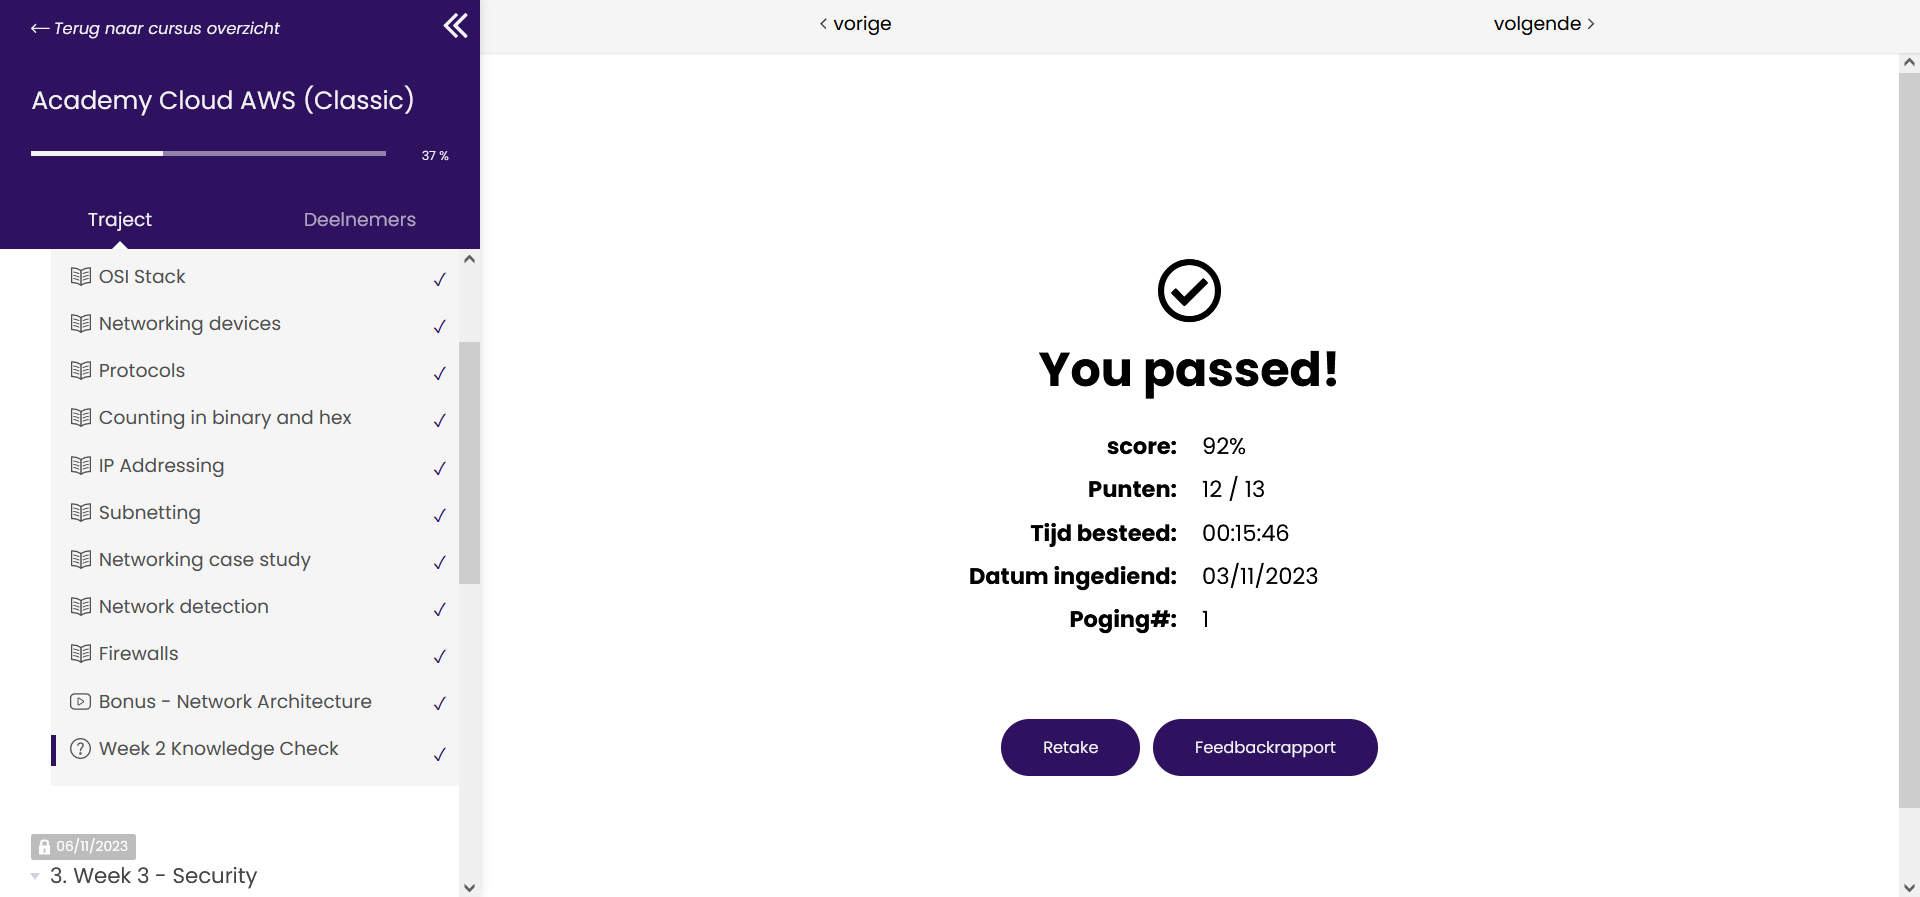 Terug naar cursus overzicht
Academy Cloud AWS (Classic)
37 %
Traject
Deelnemers
OSI Stack
Networking devices
Protocols
Counting in binary and hex
IP Addressing
Subnetting
Networking case study
Network detection
Firewalls
Bonus - Network Architecture
Week 2 Knowledge Check
06/11/2023
3. Week 3 - Security
vorige
volgende
You passed!
score: 92%
Punten: 12 / 13
Tijd besteed: 00:15:46
Datum ingediend: 03/11/2023
Poging#: 1
Retake
Feedbackrapport